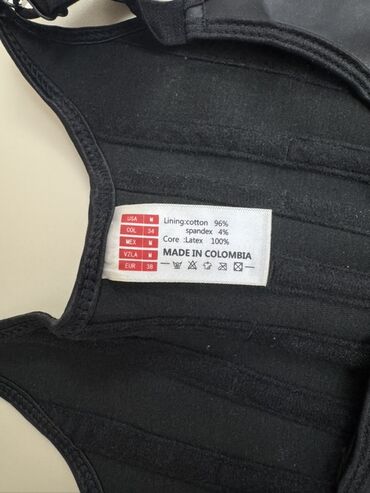 USA M
COL 34
MEX M
VZLA M
EUR 38
Lining:cotton 96%
spandex 4%
Core :Latex 100%
MADE IN COLOMBIA